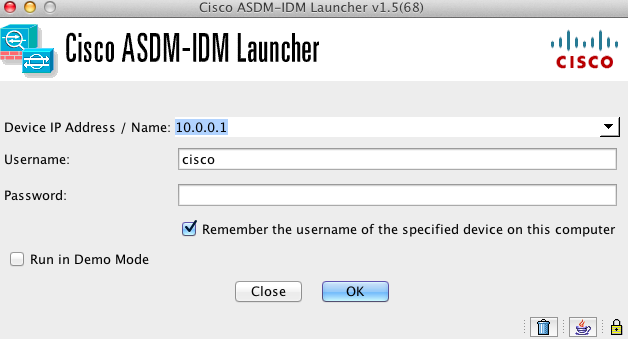 Cisco ASDM-IDM Launcher v1.5(68)
Cisco ASDM-IDM Launcher
CISCO
Device IP Address / Name: 10.0.0.1
Username: cisco
Password:
Remember the username of the specified device on this computer
Run in Demo Mode
Close OK